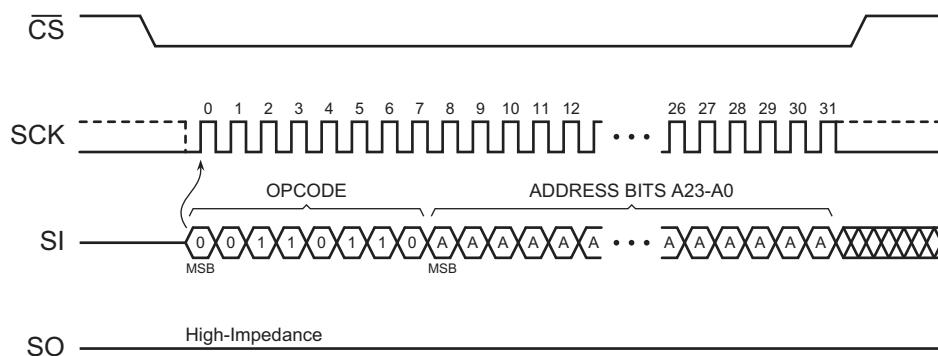 CS
0 1 2 3 4 5 6 7 8 9 10 11 12 26 27 28 29 30 31
SCK
OPCODE ADDRESS BITS A23-A0
SI 0 0 1 1 0 1 1 0 A A A A A A A A A A A A
MSB MSB
High-Impedance
SO